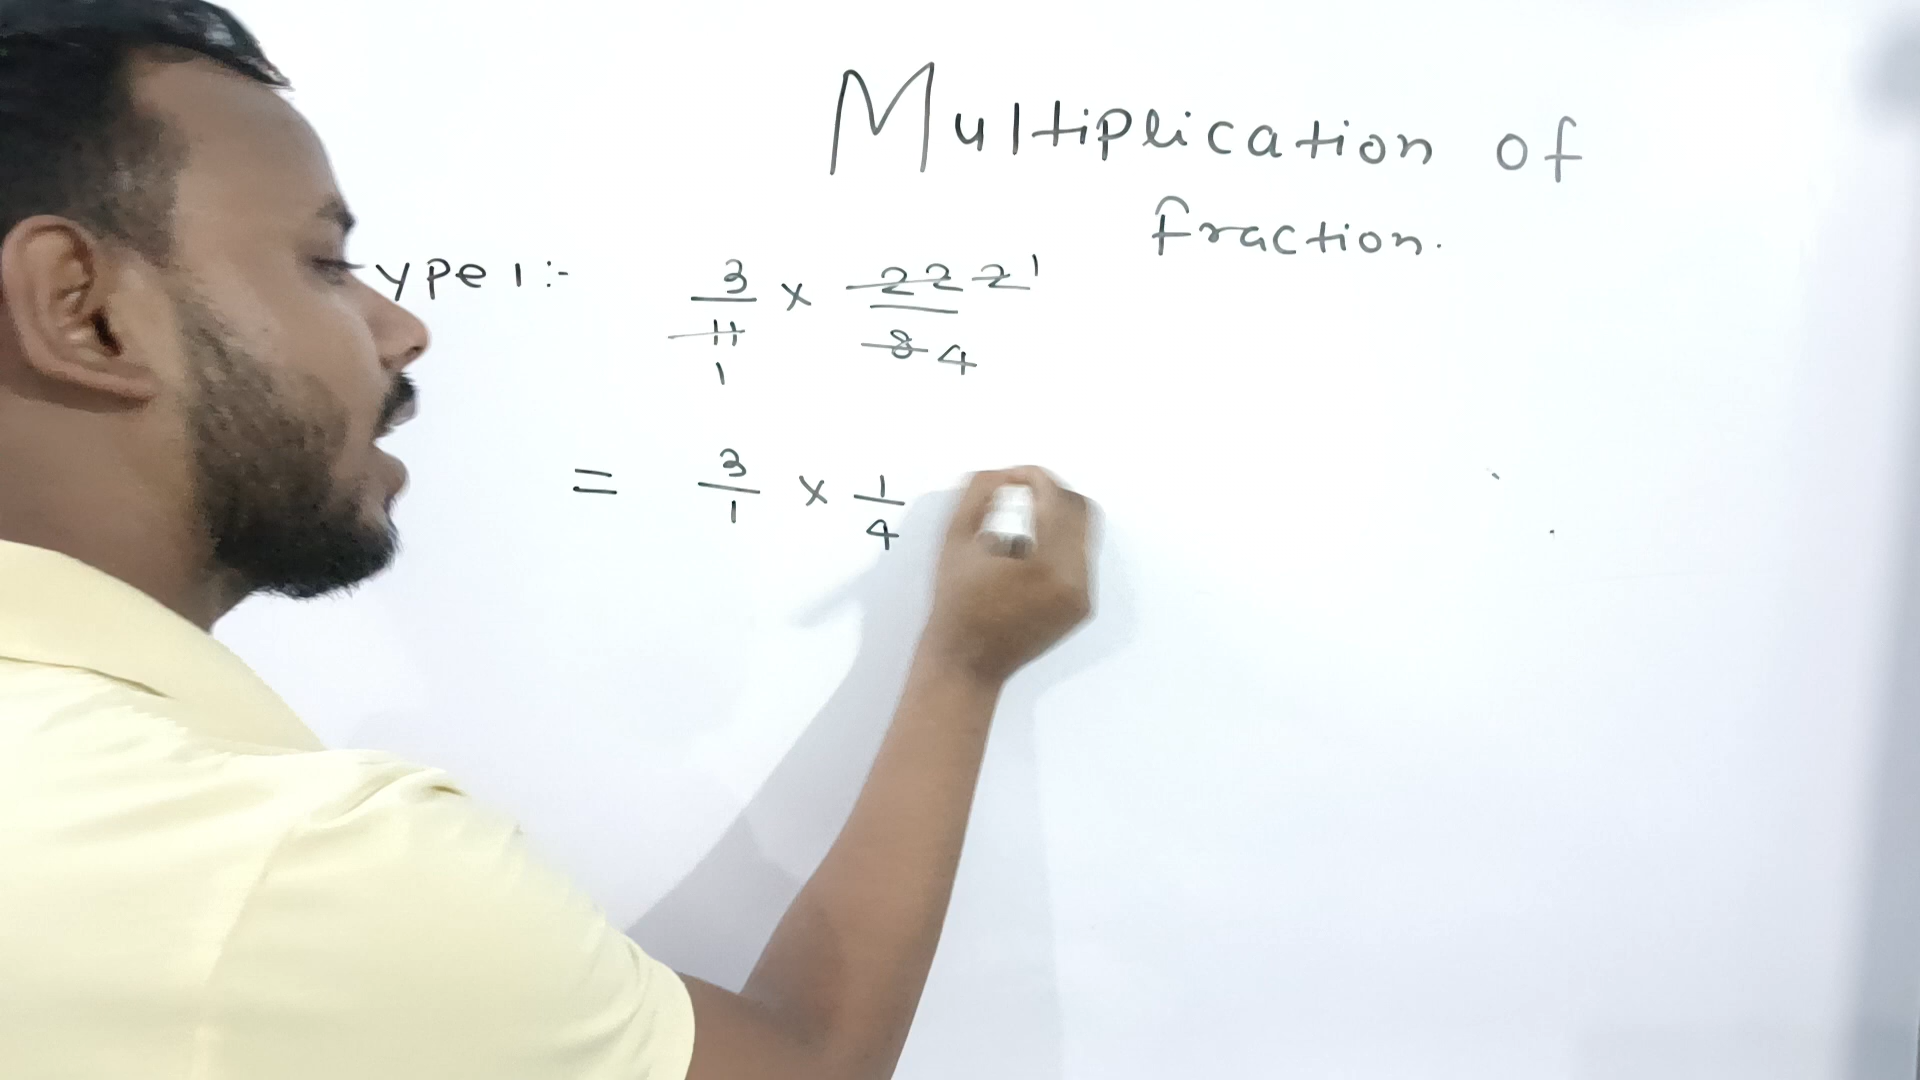 Multiplication of
fraction.
ype 1 :-
3 × 22 2 1
11 8 4
1
= 3 × 1
1 4